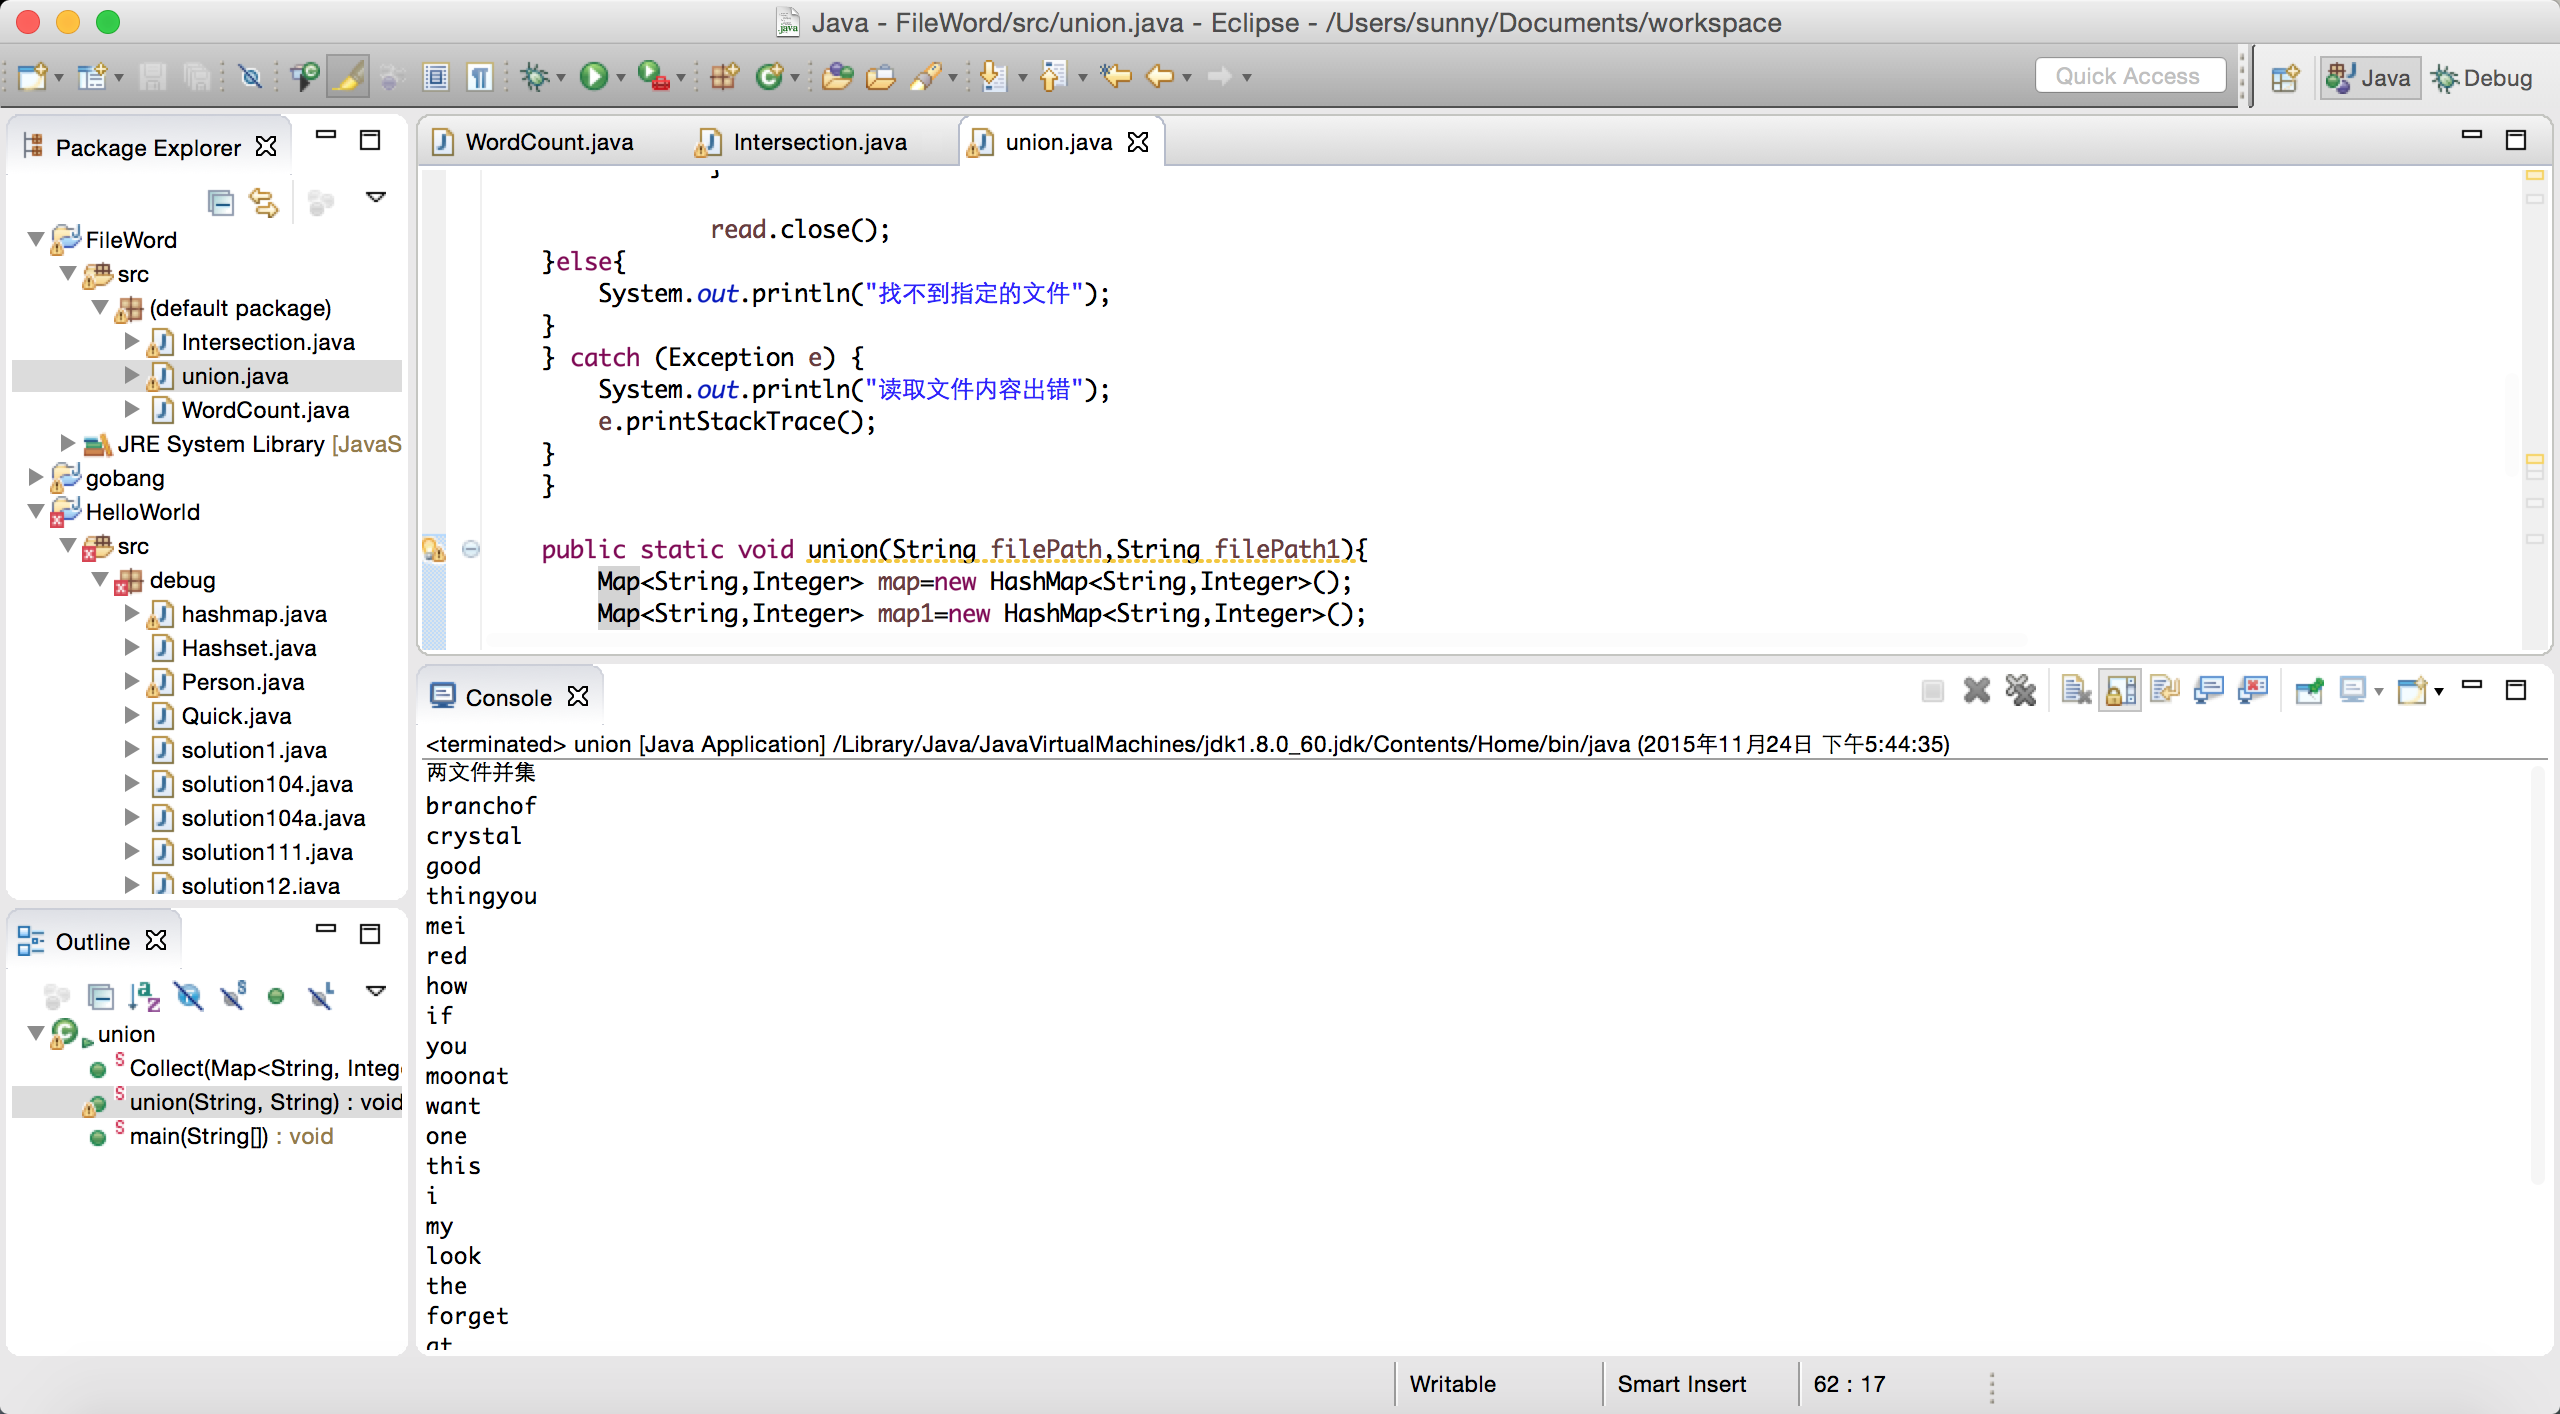 Java - FileWord/src/union.java - Eclipse - /Users/sunny/Documents/workspace
Quick Access
Java
Debug
Package Explorer
FileWord
src
(default package)
Intersection.java
union.java
WordCount.java
JRE System Library [JavaS
gobang
HelloWorld
src
debug
hashmap.java
Hashset.java
Person.java
Quick.java
solution1.java
solution104.java
solution104a.java
solution111.java
solution12.java
Outline
union
Collect(Map<String, Integ
union(String, String) : void
main(String[]) : void
WordCount.java
Intersection.java
union.java
}
read.close();
}else{
System.out.println("找不到指定的文件");
}
} catch (Exception e) {
System.out.println("读取文件内容出错");
e.printStackTrace();
}
}
public static void union(String filePath,String filePath1){
Map<String,Integer> map=new HashMap<String,Integer>();
Map<String,Integer> map1=new HashMap<String,Integer>();
Console
<terminated> union [Java Application] /Library/Java/JavaVirtualMachines/jdk1.8.0_60.jdk/Contents/Home/bin/java (2015年11月24日 下午5:44:35)
两文件并集
branchof
crystal
good
thingyou
mei
red
how
if
you
moonat
want
one
this
i
my
look
the
forget
at
Writable
Smart Insert
62 : 17